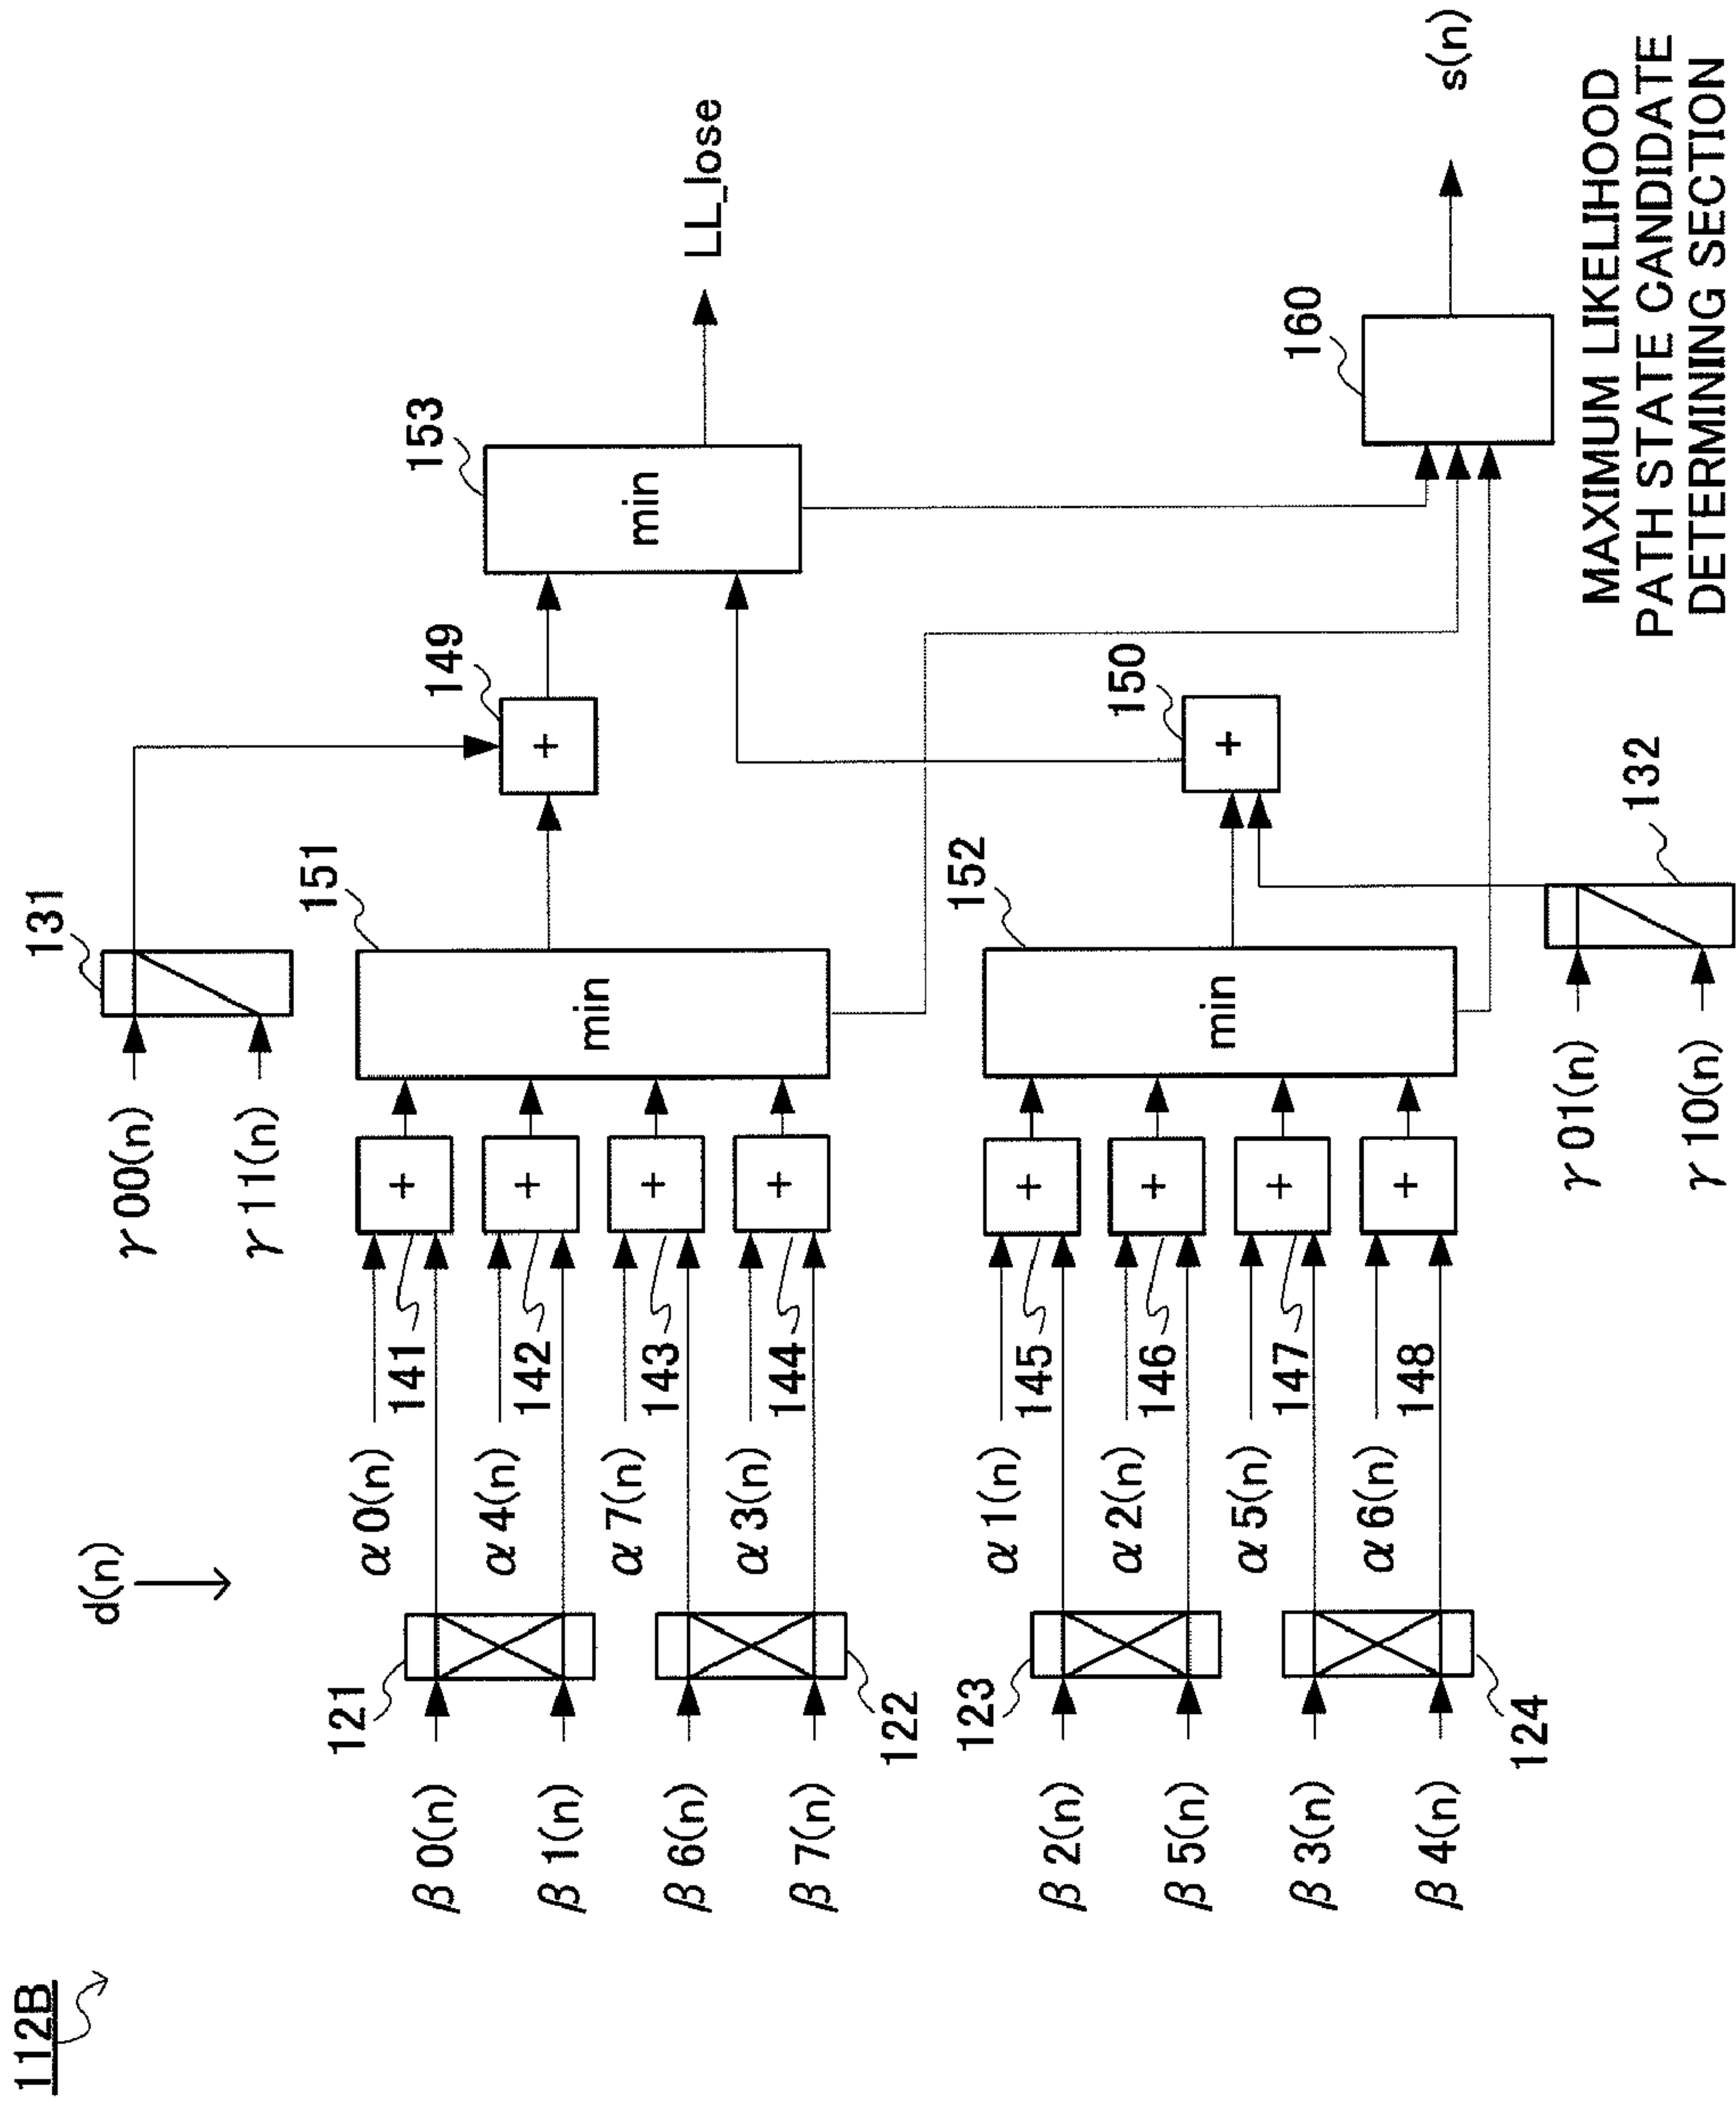 112B
d(n)
γ00(n)
γ11(n)
131
β0(n)
β1(n)
β6(n)
β7(n)
121
122
α0(n)
α4(n)
α7(n)
α3(n)
141
142
143
144
+
+
+
+
min
151
+
149
min
153
LL_lose
β2(n)
β5(n)
β3(n)
β4(n)
123
124
α1(n)
α2(n)
α5(n)
α6(n)
145
146
147
148
+
+
+
+
min
152
+
150
γ01(n)
γ10(n)
132
160
s(n)
MAXIMUM LIKELIHOOD
PATH STATE CANDIDATE
DETERMINING SECTION